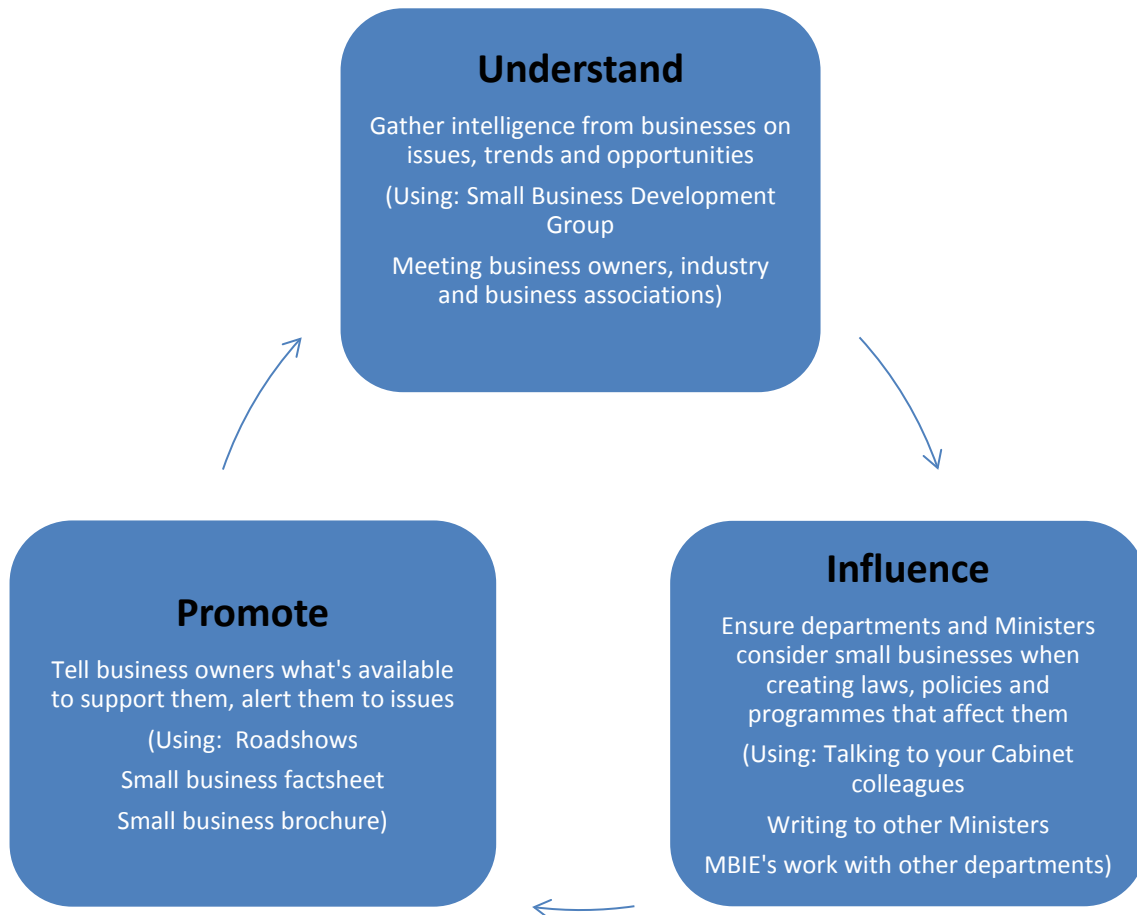 Understand
Gather intelligence from businesses on
issues, trends and opportunities
(Using: Small Business Development
Group
Meeting business owners, industry
and business associations)
Influence
Ensure departments and Ministers
consider small businesses when
creating laws, policies and
programmes that affect them
(Using: Talking to your Cabinet
colleagues
Writing to other Ministers
MBIE's work with other departments)
Promote
Tell business owners what's available
to support them, alert them to issues
(Using:  Roadshows
Small business factsheet
Small business brochure)